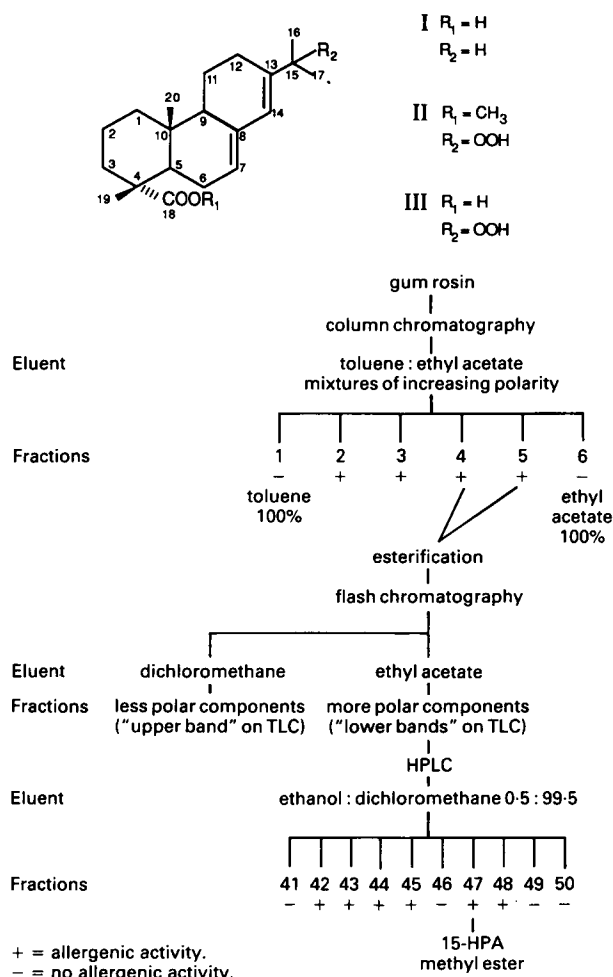 I R₁ = H
R₂ = H
II R₁ = CH₃
R₂ = OOH
III R₁ = H
R₂ = OOH
16
R₂
12
13
15
17
11
20
14
1
9
2
10
8
3
5
7
4
6
19
18
COOR₁
gum rosin
column chromatography
Eluent toluene : ethyl acetate
mixtures of increasing polarity
Fractions 1 2 3 4 5 6
− + + + + −
toluene ethyl
100% acetate
100%
esterification
flash chromatography
Eluent dichloromethane ethyl acetate
Fractions less polar components more polar components
("upper band" on TLC) ("lower bands" on TLC)
HPLC
Eluent ethanol : dichloromethane 0·5 : 99·5
Fractions 41 42 43 44 45 46 47 48 49 50
− + + + + − + + − −
15-HPA
methyl ester
+ = allergenic activity.
− = no allergenic activity.